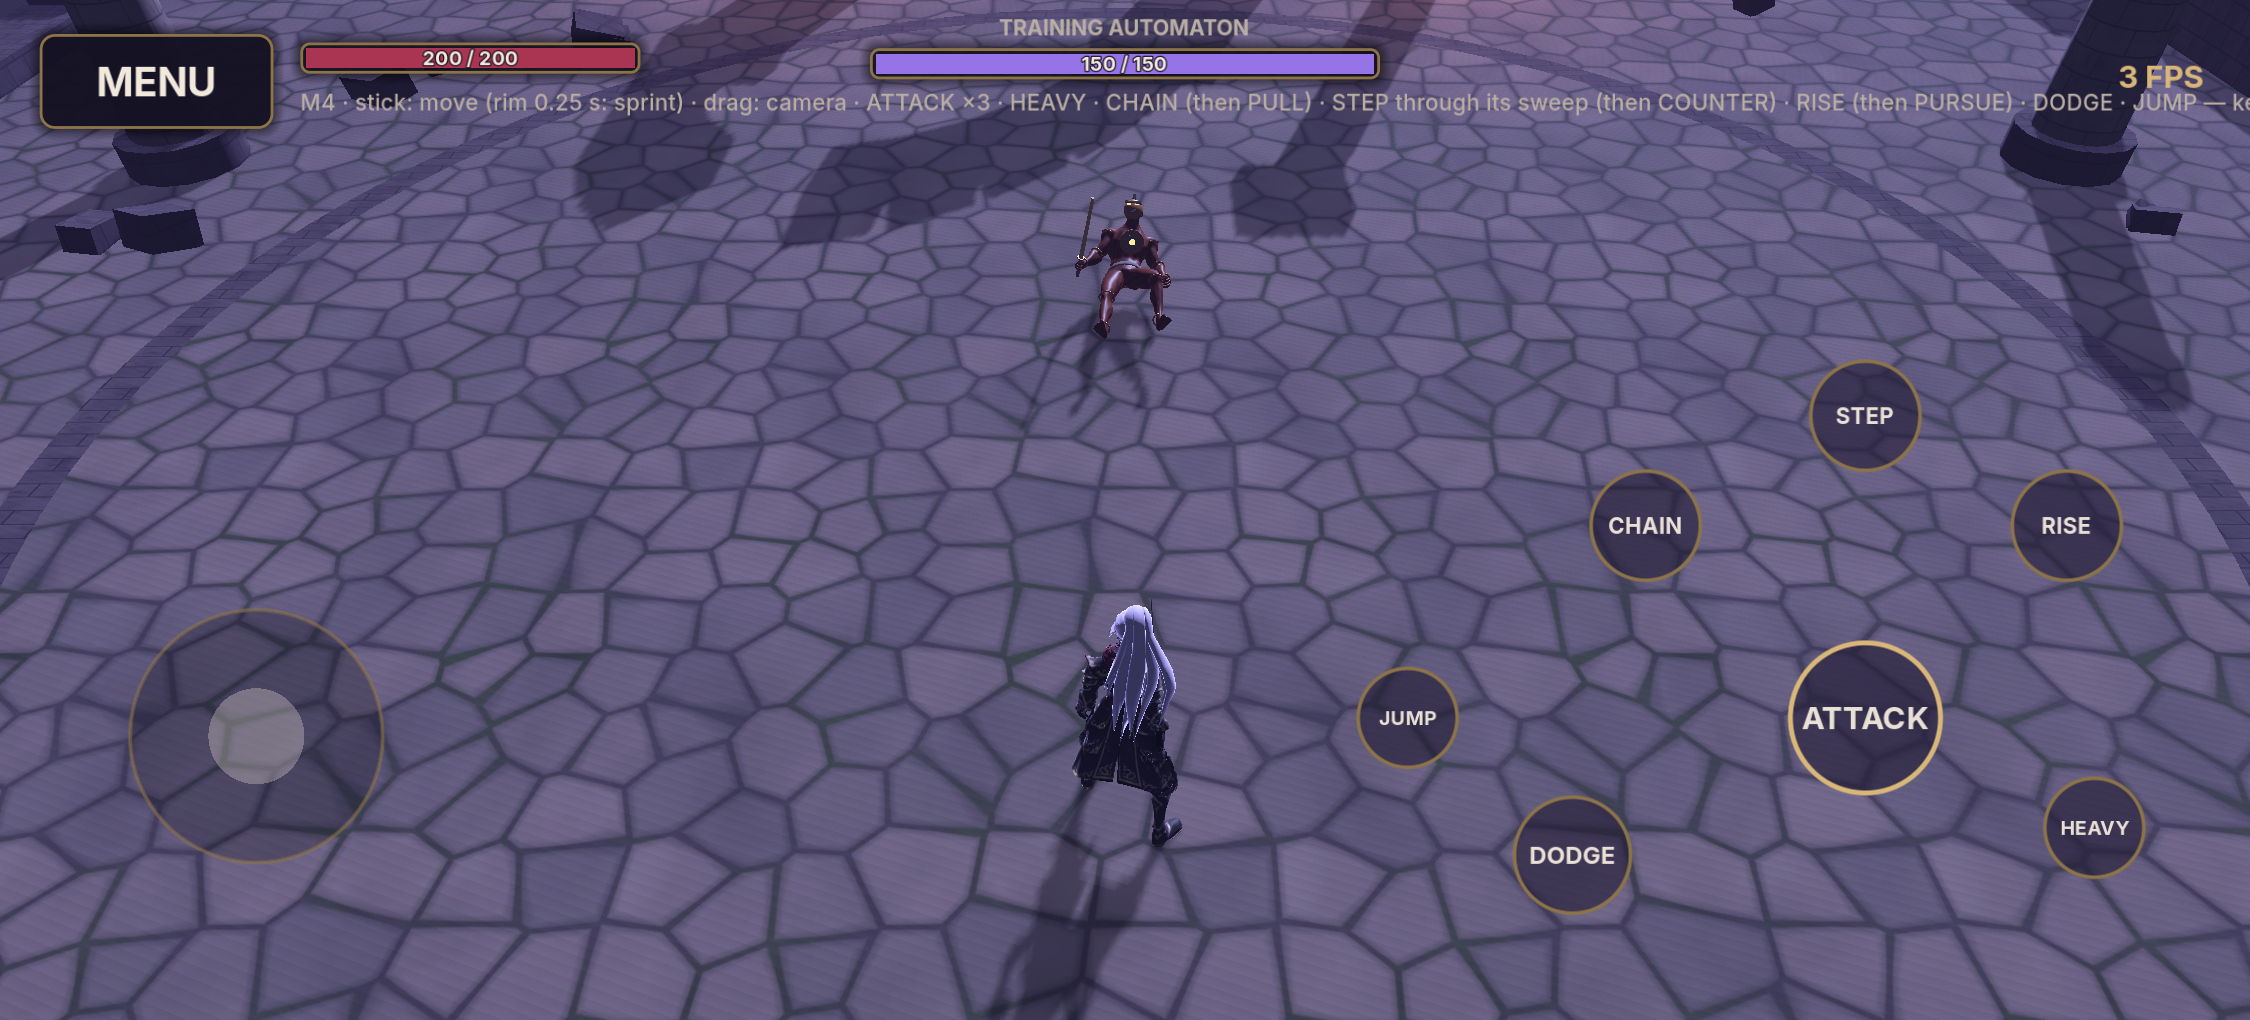 TRAINING AUTOMATON
MENU
200 / 200
150 / 150
3 FPS
M4 · stick: move (rim 0.25 s: sprint) · drag: camera · ATTACK ×3 · HEAVY · CHAIN (then PULL) · STEP through its sweep (then COUNTER) · RISE (then PURSUE) · DODGE · JUMP — ke
STEP
CHAIN
RISE
JUMP
ATTACK
DODGE
HEAVY